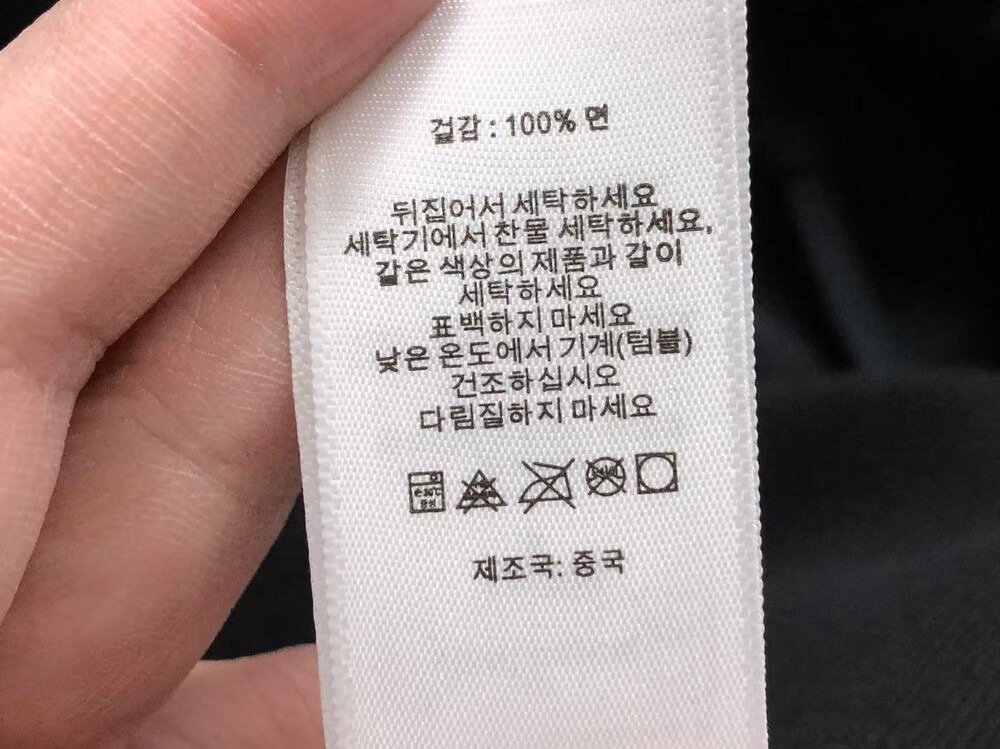 겉감 : 100% 면
뒤집어서 세탁하세요
세탁기에서 찬물 세탁하세요,
같은 색상의 제품과 같이
세탁하세요
표백하지 마세요
낮은 온도에서 기계(텀블)
건조하십시오
다림질하지 마세요
제조국: 중국